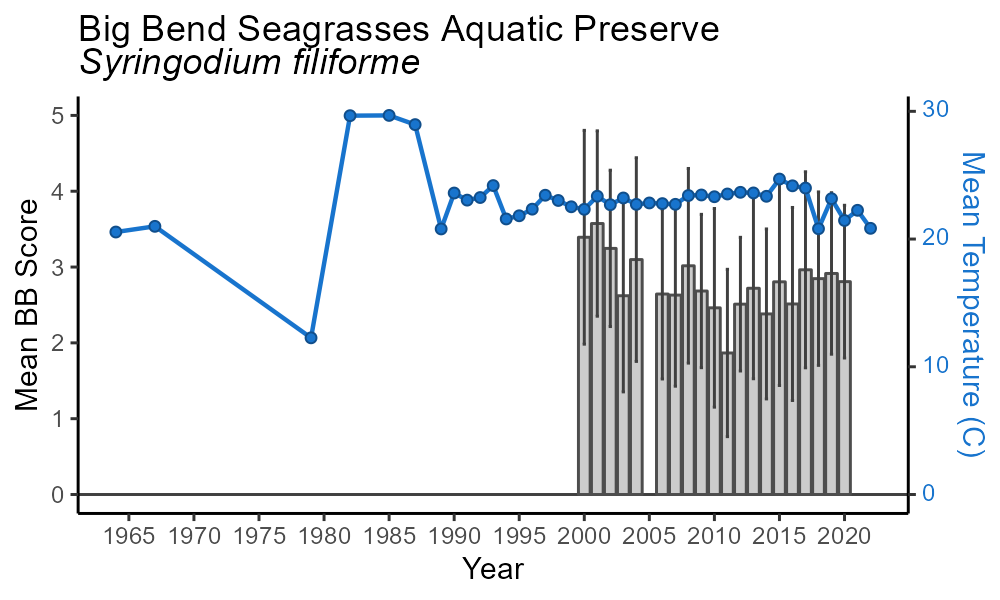 Big Bend Seagrasses Aquatic Preserve
Syringodium filiforme
Mean BB Score
5
4
3
2
1
0
30
20
10
0
Mean Temperature (C)
1965 1970 1975 1980 1985 1990 1995 2000 2005 2010 2015 2020
Year